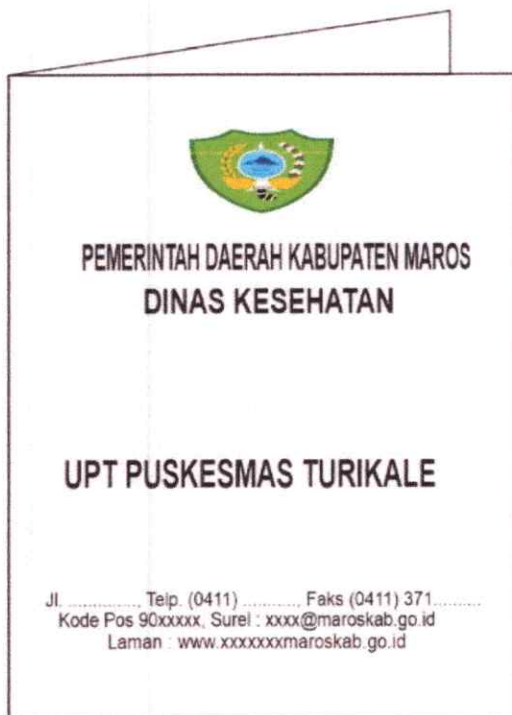 PEMERINTAH DAERAH KABUPATEN MAROS
DINAS KESEHATAN
UPT PUSKESMAS TURIKALE
Jl. .............., Telp. (0411) .........., Faks (0411) 371.........
Kode Pos 90xxxxx, Surel : xxxx@maroskab.go.id
Laman : www.xxxxxxxmaroskab.go.id